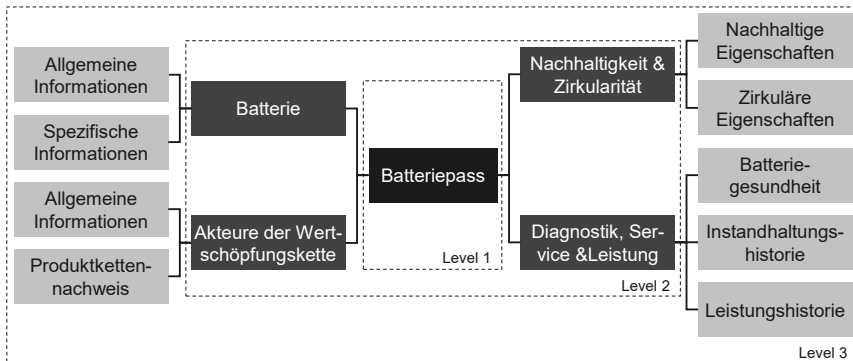 Allgemeine
Informationen
Spezifische
Informationen
Allgemeine
Informationen
Produktketten-
nachweis
Batterie
Akteure der Wert-
schöpfungskette
Batteriepass
Level 1
Nachhaltigkeit &
Zirkularität
Diagnostik, Ser-
vice &Leistung
Level 2
Nachhaltige
Eigenschaften
Zirkuläre
Eigenschaften
Batterie-
gesundheit
Instandhaltungs-
historie
Leistungshistorie
Level 3